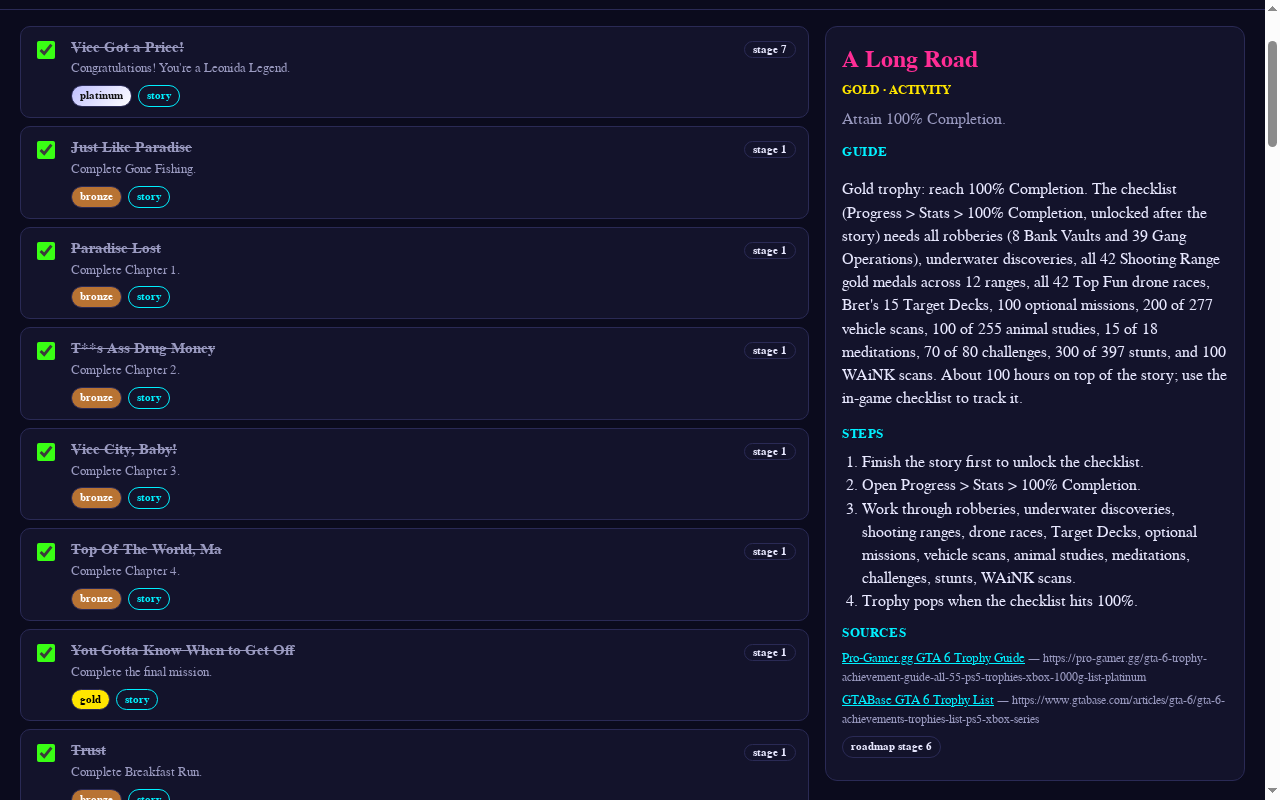 Vice Got a Price!
stage 7
Congratulations! You're a Leonida Legend.
platinum
story
Just Like Paradise
stage 1
Complete Gone Fishing.
bronze
story
Paradise Lost
stage 1
Complete Chapter 1.
bronze
story
T**s Ass Drug Money
stage 1
Complete Chapter 2.
bronze
story
Vice City, Baby!
stage 1
Complete Chapter 3.
bronze
story
Top Of The World, Ma
stage 1
Complete Chapter 4.
bronze
story
You Gotta Know When to Get Off
stage 1
Complete the final mission.
gold
story
Trust
stage 1
Complete Breakfast Run.
bronze
story
A Long Road
GOLD · ACTIVITY
Attain 100% Completion.
GUIDE
Gold trophy: reach 100% Completion. The checklist
(Progress > Stats > 100% Completion, unlocked after the
story) needs all robberies (8 Bank Vaults and 39 Gang
Operations), underwater discoveries, all 42 Shooting Range
gold medals across 12 ranges, all 42 Top Fun drone races,
Bret's 15 Target Decks, 100 optional missions, 200 of 277
vehicle scans, 100 of 255 animal studies, 15 of 18
meditations, 70 of 80 challenges, 300 of 397 stunts, and 100
WAiNK scans. About 100 hours on top of the story; use the
in-game checklist to track it.
STEPS
1. Finish the story first to unlock the checklist.
2. Open Progress > Stats > 100% Completion.
3. Work through robberies, underwater discoveries,
shooting ranges, drone races, Target Decks, optional
missions, vehicle scans, animal studies, meditations,
challenges, stunts, WAiNK scans.
4. Trophy pops when the checklist hits 100%.
SOURCES
Pro-Gamer.gg GTA 6 Trophy Guide — https://pro-gamer.gg/gta-6-trophy-
achievement-guide-all-55-ps5-trophies-xbox-1000g-list-platinum
GTABase GTA 6 Trophy List — https://www.gtabase.com/articles/gta-6/gta-6-
achievements-trophies-list-ps5-xbox-series
roadmap stage 6